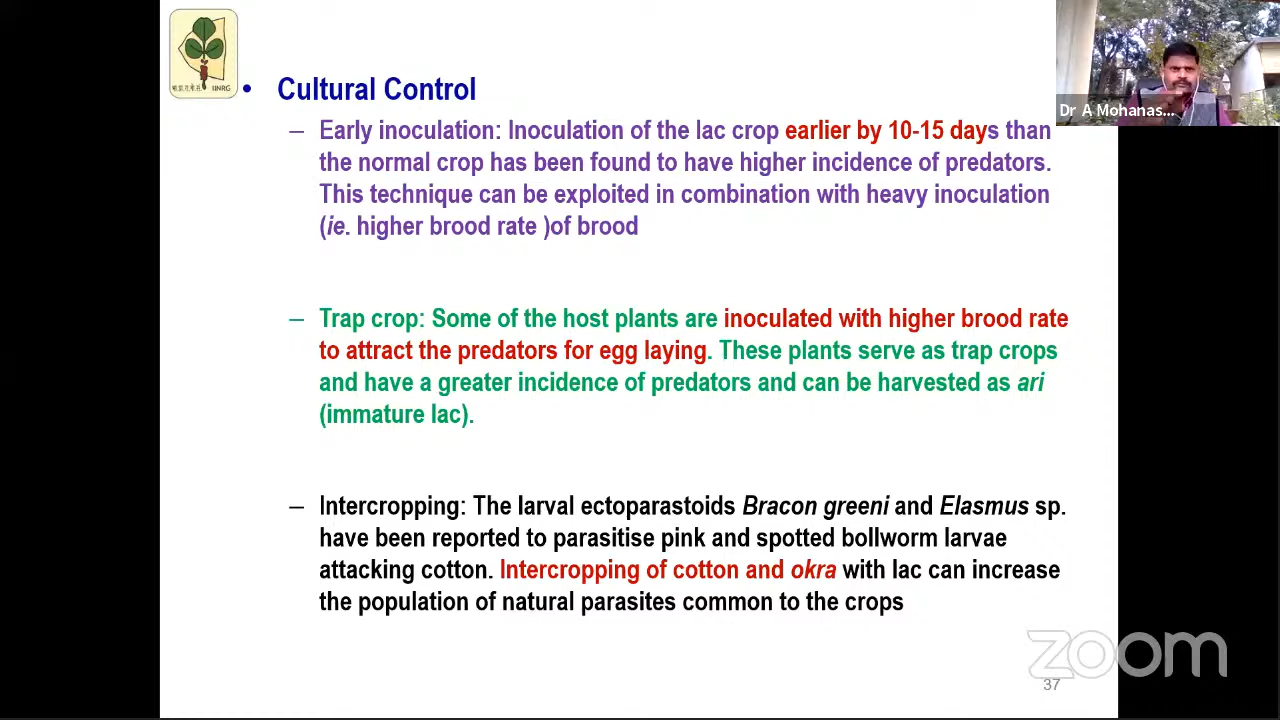 IINRG
• Cultural Control
Dr A Mohanas...
– Early inoculation: Inoculation of the lac crop earlier by 10-15 days than
the normal crop has been found to have higher incidence of predators.
This technique can be exploited in combination with heavy inoculation
(ie. higher brood rate )of brood
– Trap crop: Some of the host plants are inoculated with higher brood rate
to attract the predators for egg laying. These plants serve as trap crops
and have a greater incidence of predators and can be harvested as ari
(immature lac).
– Intercropping: The larval ectoparastoids Bracon greeni and Elasmus sp.
have been reported to parasitise pink and spotted bollworm larvae
attacking cotton. Intercropping of cotton and okra with lac can increase
the population of natural parasites common to the crops
zoom
37